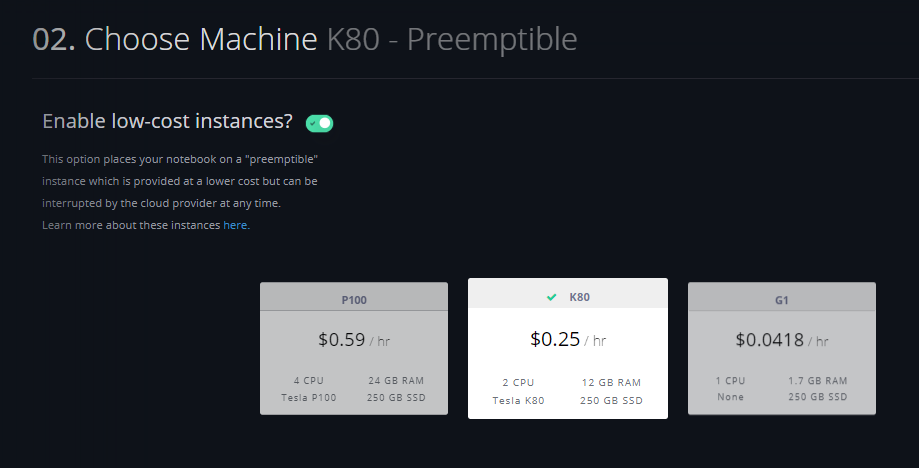 02. Choose Machine K80 - Preemptible
Enable low-cost instances?
This option places your notebook on a "preemptible"
instance which is provided at a lower cost but can be
interrupted by the cloud provider at any time.
Learn more about these instances here.
P100
$0.59 / hr
4 CPU 24 GB RAM
Tesla P100 250 GB SSD
K80
$0.25 / hr
2 CPU 12 GB RAM
Tesla K80 250 GB SSD
G1
$0.0418 / hr
1 CPU 1.7 GB RAM
None 250 GB SSD